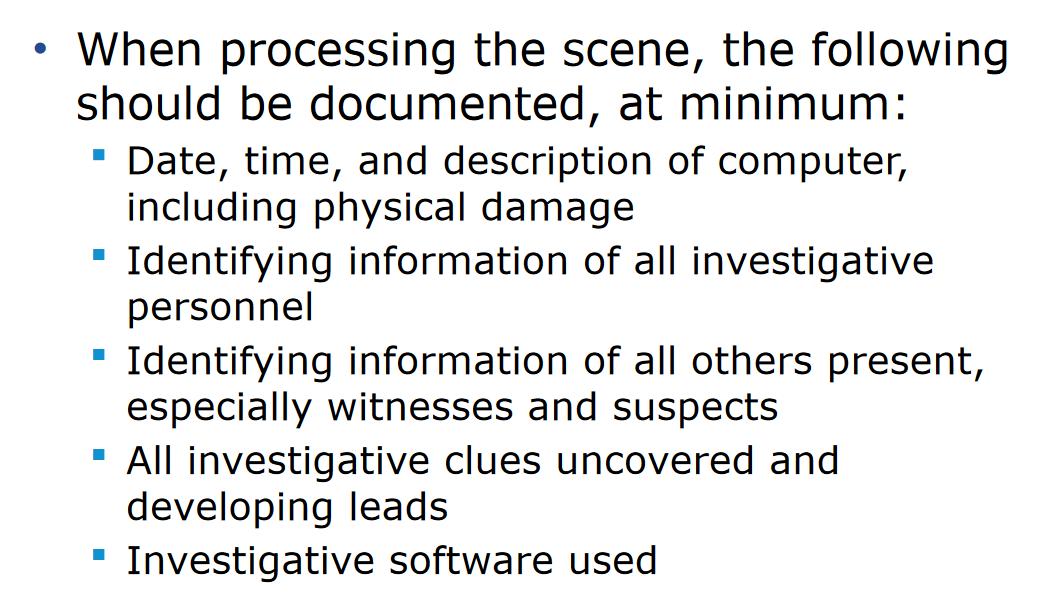 • When processing the scene, the following
should be documented, at minimum:
▪ Date, time, and description of computer,
including physical damage
▪ Identifying information of all investigative
personnel
▪ Identifying information of all others present,
especially witnesses and suspects
▪ All investigative clues uncovered and
developing leads
▪ Investigative software used